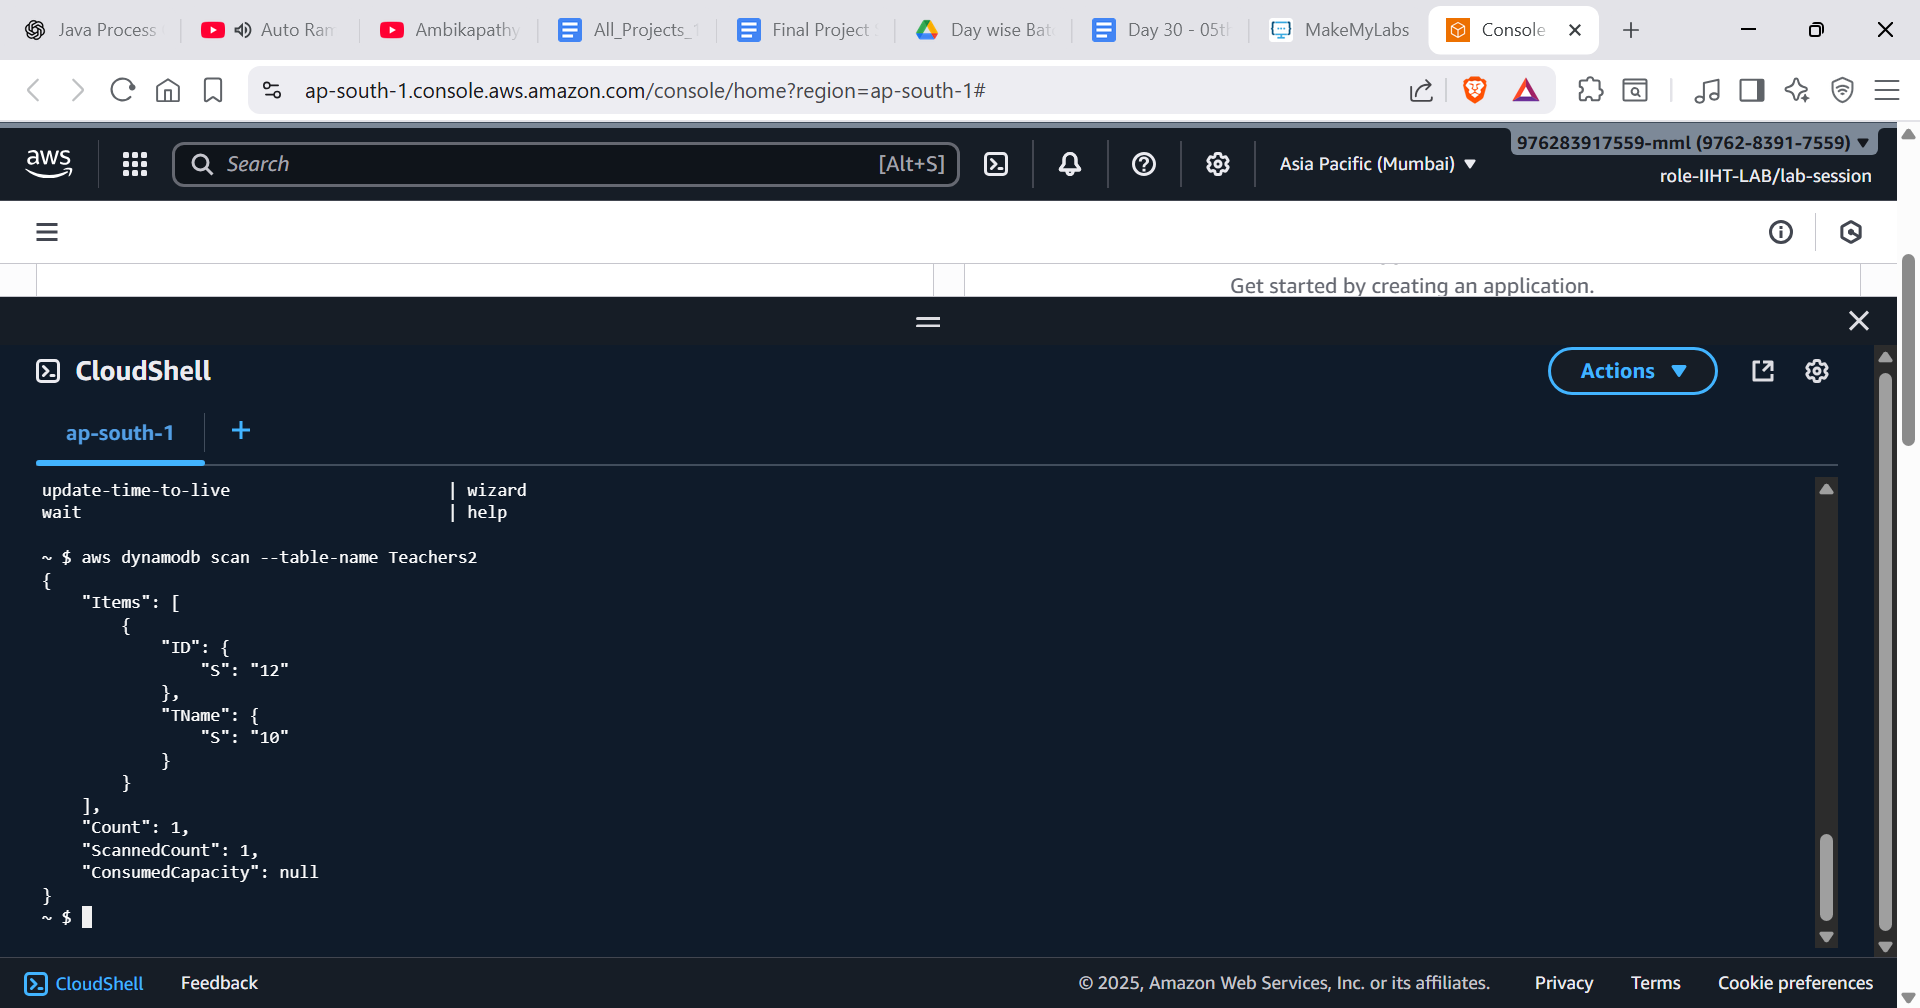 Java Process
Auto Ran
Ambikapathy
All_Projects_1
Final Project S
Day wise Bat
Day 30 - 05th
MakeMyLabs
Console
ap-south-1.console.aws.amazon.com/console/home?region=ap-south-1#
aws
Search
[Alt+S]
Asia Pacific (Mumbai)
976283917559-mml (9762-8391-7559)
role-IIHT-LAB/lab-session
Get started by creating an application.
CloudShell
Actions
ap-south-1
update-time-to-live | wizard
wait | help
~ $ aws dynamodb scan --table-name Teachers2
{
"Items": [
{
"ID": {
"S": "12"
},
"TName": {
"S": "10"
}
}
],
"Count": 1,
"ScannedCount": 1,
"ConsumedCapacity": null
}
~ $
CloudShell
Feedback
© 2025, Amazon Web Services, Inc. or its affiliates.
Privacy
Terms
Cookie preferences